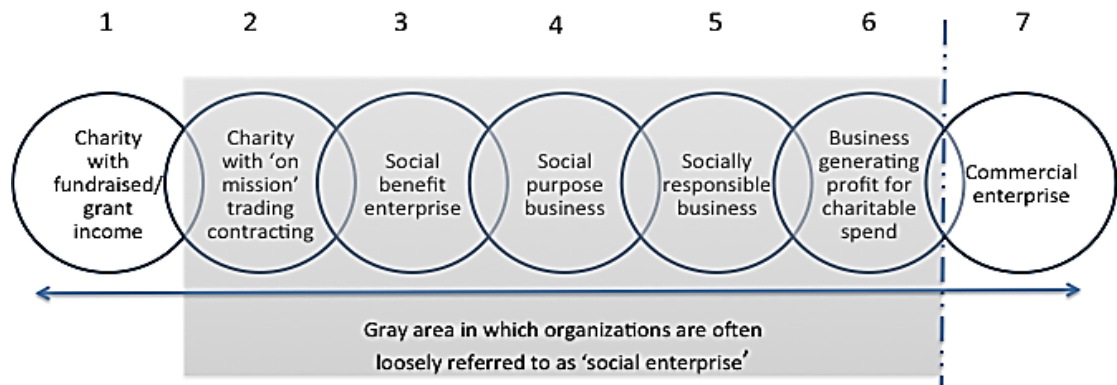 1 2 3 4 5 6 7
Charity
with
fundraised/
grant
income
Charity
with ‘on
mission’
trading
contracting
Social
benefit
enterprise
Social
purpose
business
Socially
responsible
business
Business
generating
profit for
charitable
spend
Commercial
enterprise
Gray area in which organizations are often
loosely referred to as ‘social enterprise’